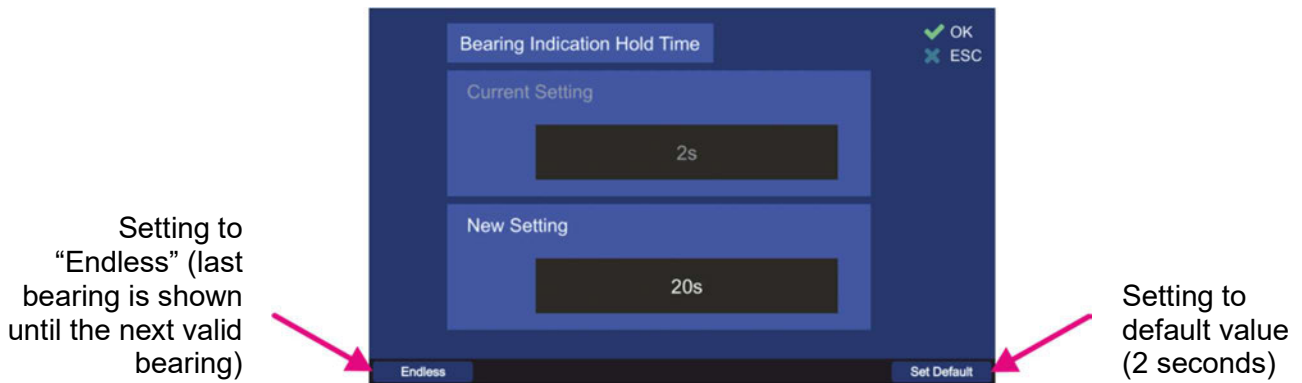 Bearing Indication Hold Time
OK
ESC
Current Setting
2s
New Setting
20s
Endless
Set Default
Setting to
“Endless” (last
bearing is shown
until the next valid
bearing)
Setting to
default value
(2 seconds)